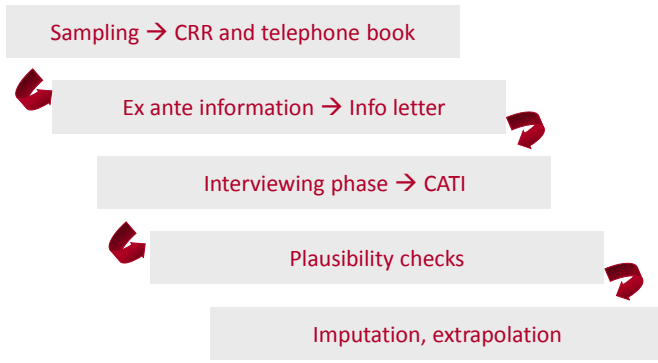 Sampling → CRR and telephone book
Ex ante information → Info letter
Interviewing phase → CATI
Plausibility checks
Imputation, extrapolation